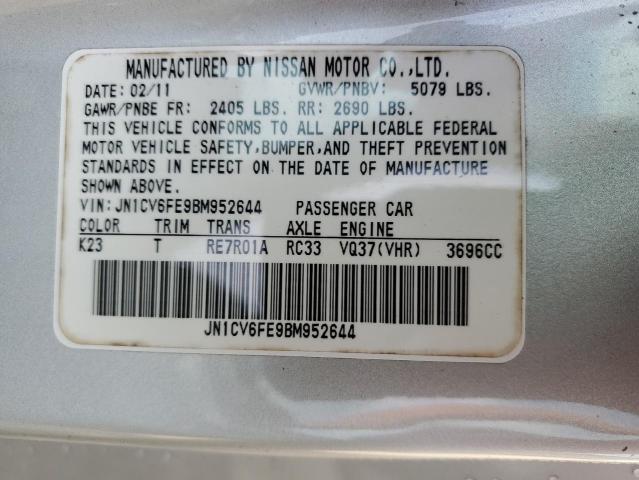 MANUFACTURED BY NISSAN MOTOR CO.,LTD.
DATE: 02/11 GVWR/PNBV: 5079 LBS.
GAWR/PNBE FR: 2405 LBS. RR: 2690 LBS.
THIS VEHICLE CONFORMS TO ALL APPLICABLE FEDERAL
MOTOR VEHICLE SAFETY,BUMPER,AND THEFT PREVENTION
STANDARDS IN EFFECT ON THE DATE OF MANUFACTURE
SHOWN ABOVE.
VIN:JN1CV6FE9BM952644 PASSENGER CAR
COLOR TRIM TRANS AXLE ENGINE
K23 T RE7R01A RC33 VQ37(VHR) 3696CC
JN1CV6FE9BM952644